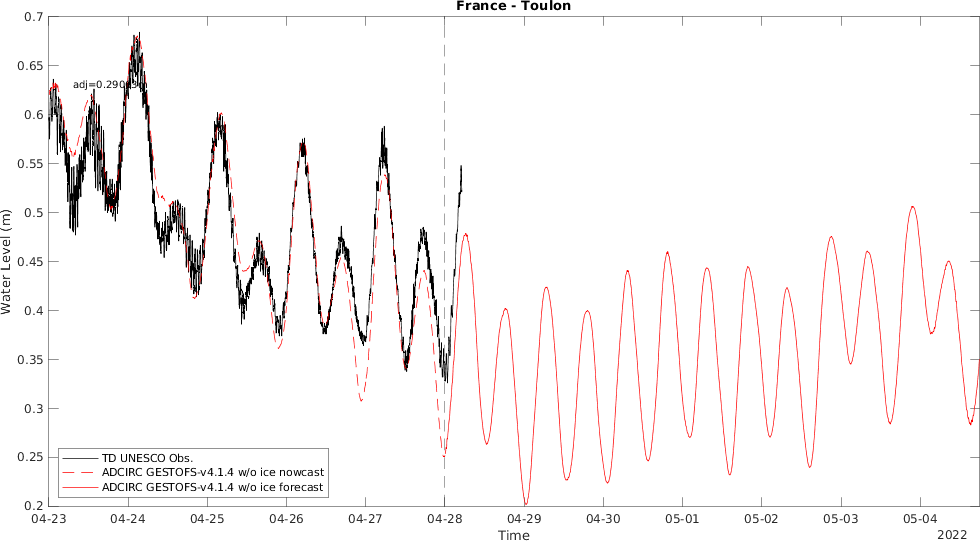 France - Toulon
0.7
0.65
0.6
0.55
0.5
0.45
0.4
0.35
0.3
0.25
0.2
Water Level (m)
TD UNESCO Obs.
ADCIRC GESTOFS-v4.1.4 w/o ice nowcast
ADCIRC GESTOFS-v4.1.4 w/o ice forecast
04-23 04-24 04-25 04-26 04-27 04-28 04-29 04-30 05-01 05-02 05-03 05-04
Time
2022